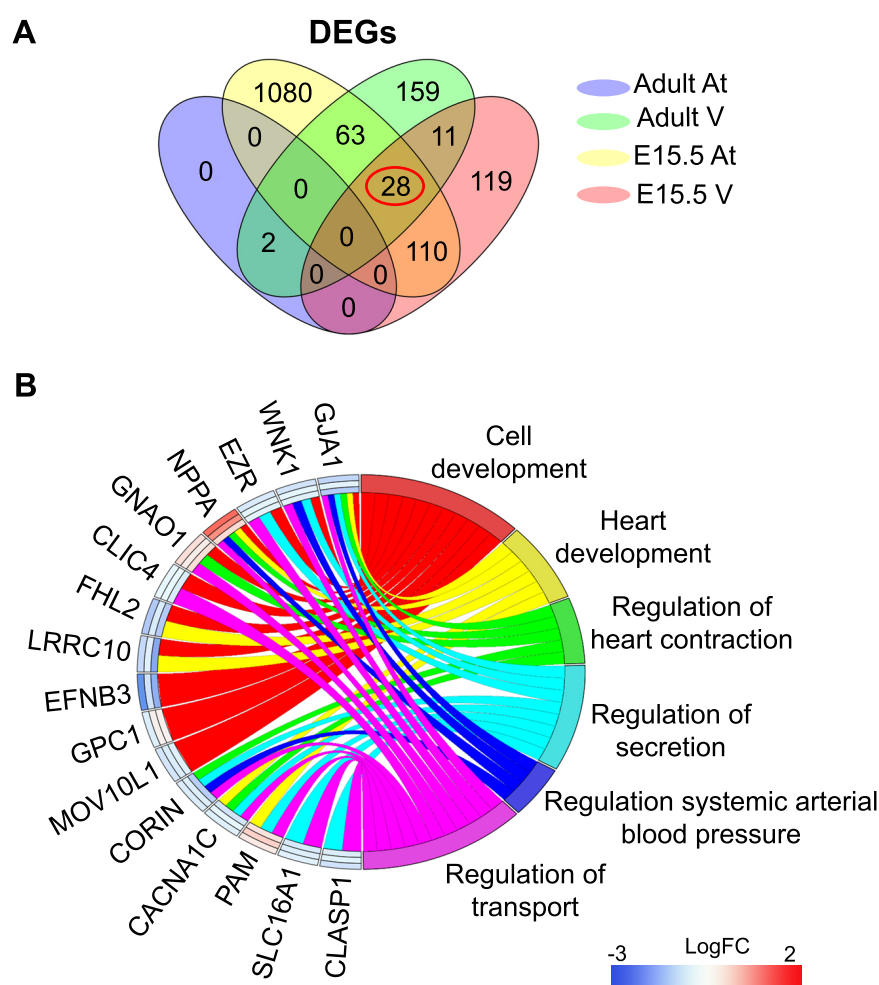 A
DEGs
1080
159
0
63
11
0
0
28
119
2
0
110
0
0
0
Adult At
Adult V
E15.5 At
E15.5 V
B
GJA1
WNK1
EZR
NPPA
GNAO1
CLIC4
FHL2
LRRC10
EFNB3
GPC1
MOV10L1
CORIN
CACNA1C
PAM
SLC16A1
CLASP1
Cell
development
Heart
development
Regulation of
heart contraction
Regulation of
secretion
Regulation systemic arterial
blood pressure
Regulation of
transport
LogFC
-3
2